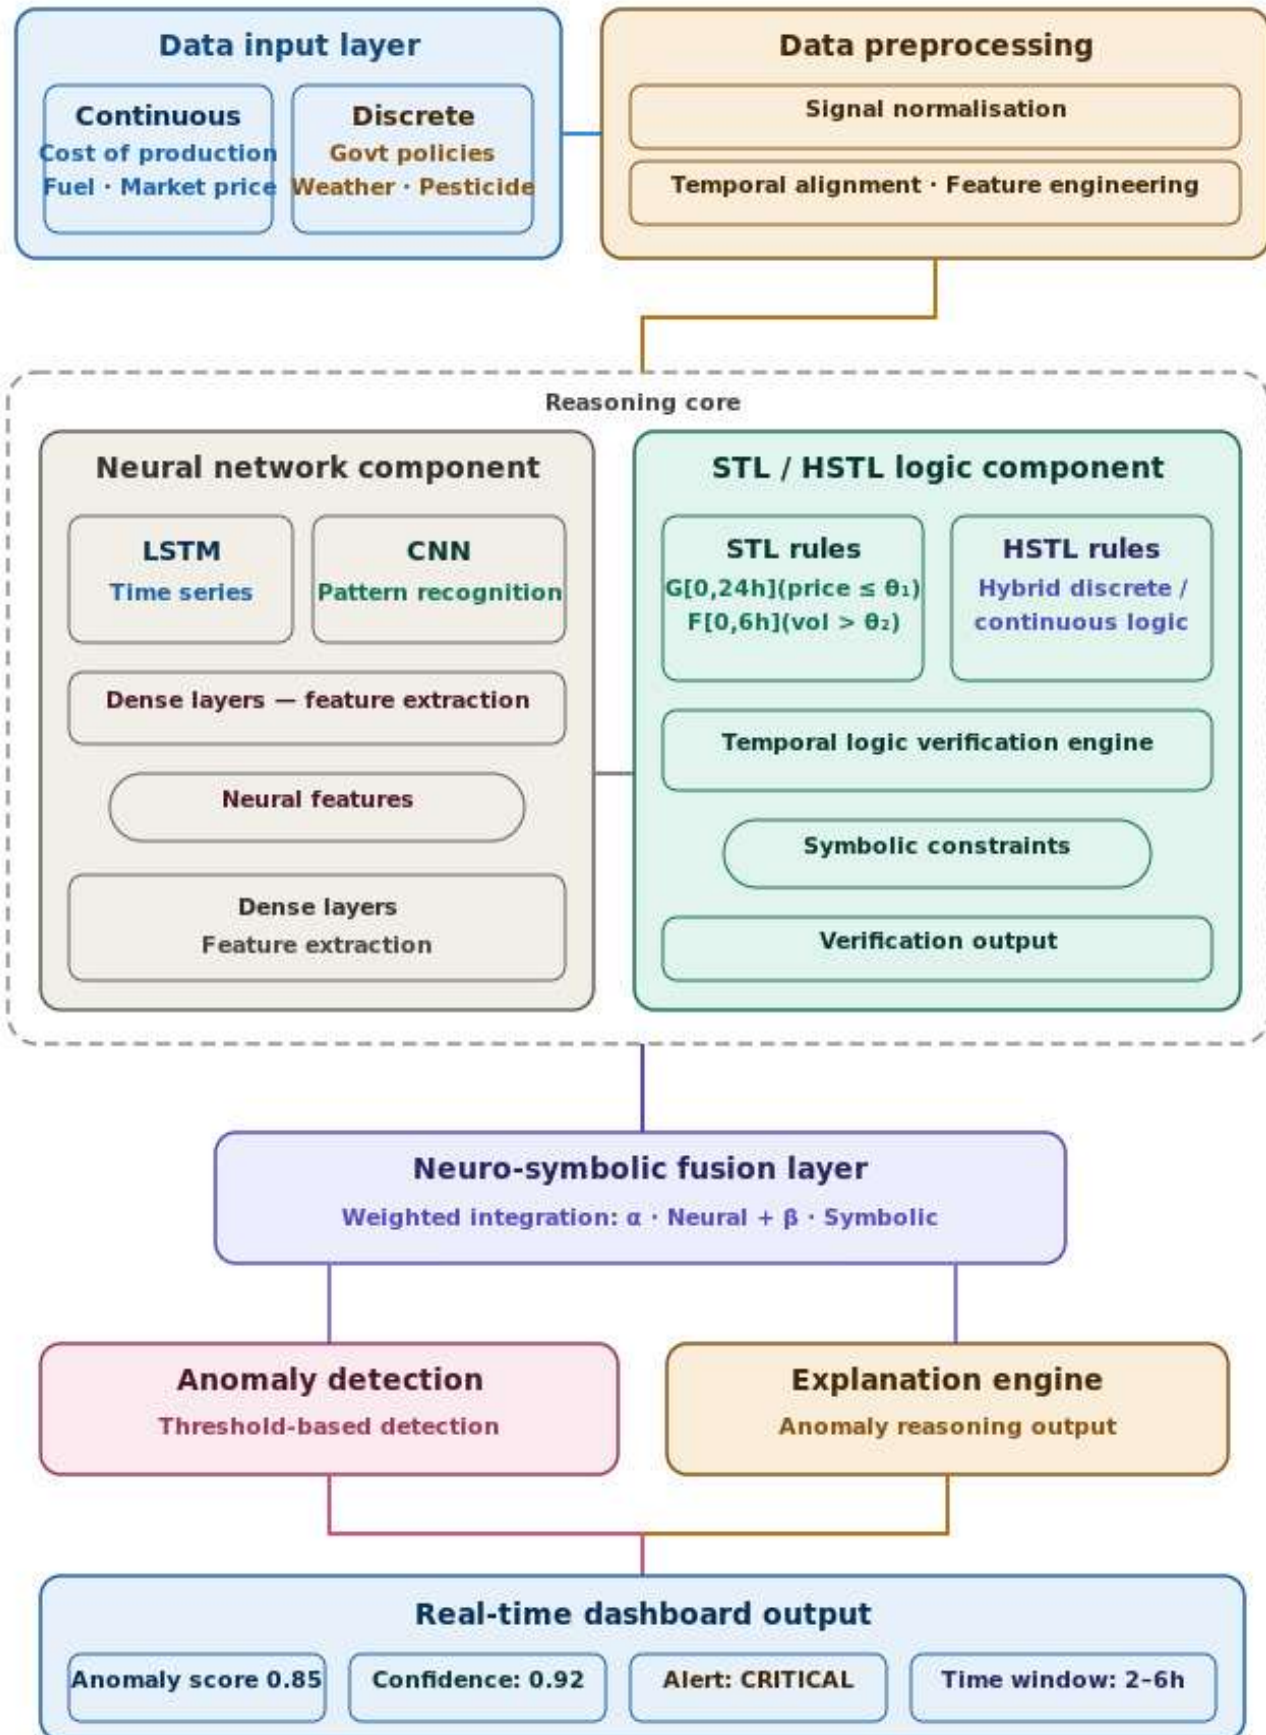 Data input layer
Continuous
Cost of production
Fuel · Market price
Discrete
Govt policies
Weather · Pesticide
Data preprocessing
Signal normalisation
Temporal alignment · Feature engineering
Reasoning core
Neural network component
LSTM
Time series
CNN
Pattern recognition
Dense layers — feature extraction
Neural features
Dense layers
Feature extraction
STL / HSTL logic component
STL rules
G[0,24h](price ≤ θ₁)
F[0,6h](vol > θ₂)
HSTL rules
Hybrid discrete /
continuous logic
Temporal logic verification engine
Symbolic constraints
Verification output
Neuro-symbolic fusion layer
Weighted integration: α · Neural + β · Symbolic
Anomaly detection
Threshold-based detection
Explanation engine
Anomaly reasoning output
Real-time dashboard output
Anomaly score 0.85
Confidence: 0.92
Alert: CRITICAL
Time window: 2–6h